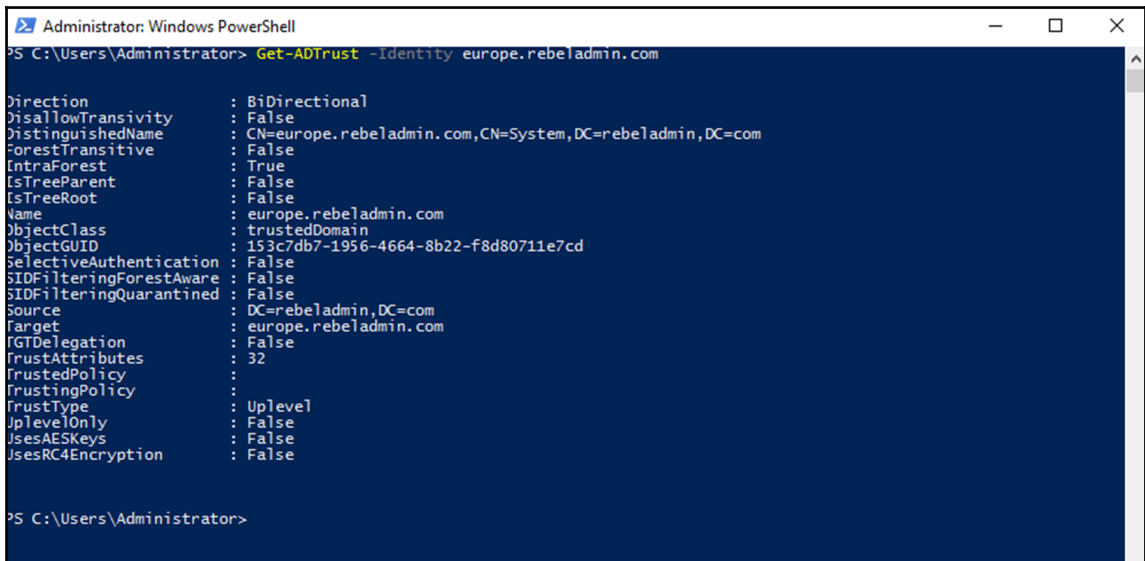 Administrator: Windows PowerShell
PS C:\Users\Administrator> Get-ADTrust -Identity europe.rebeladmin.com
Direction : BiDirectional
DisallowTransivity : False
DistinguishedName : CN=europe.rebeladmin.com,CN=System,DC=rebeladmin,DC=com
ForestTransitive : False
IntraForest : True
IsTreeParent : False
IsTreeRoot : False
Name : europe.rebeladmin.com
ObjectClass : trustedDomain
ObjectGUID : 153c7db7-1956-4664-8b22-f8d80711e7cd
SelectiveAuthentication : False
SIDFilteringForestAware : False
SIDFilteringQuarantined : False
Source : DC=rebeladmin,DC=com
Target : europe.rebeladmin.com
TGTDelegation : False
TrustAttributes : 32
TrustedPolicy :
TrustingPolicy :
TrustType : Uplevel
UplevelOnly : False
UsesAESKeys : False
UsesRC4Encryption : False
PS C:\Users\Administrator>